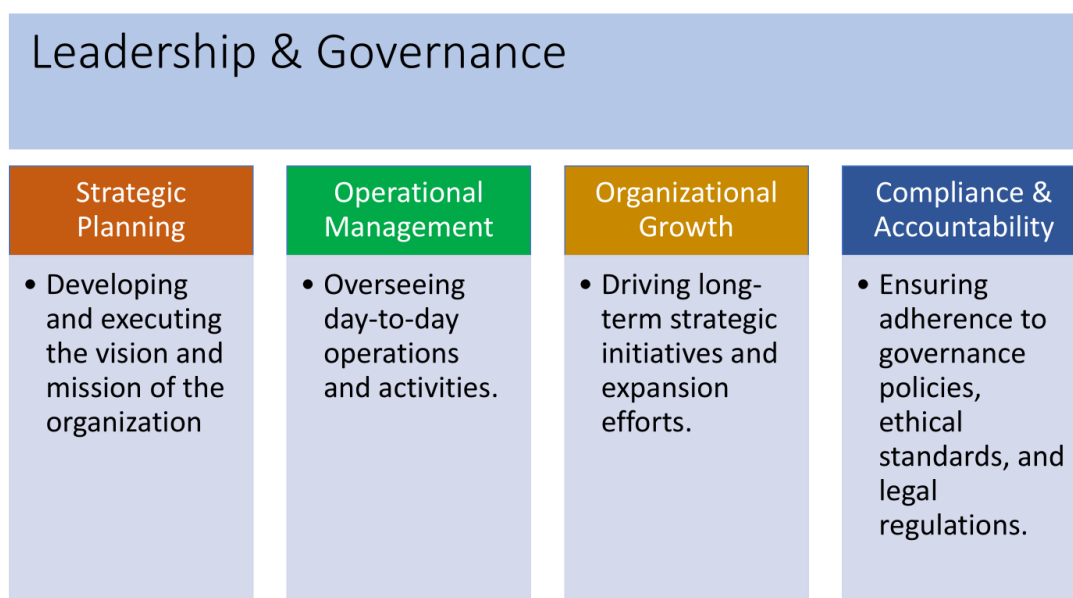 Leadership & Governance
Strategic
Planning
• Developing
and executing
the vision and
mission of the
organization
Operational
Management
• Overseeing
day-to-day
operations
and activities.
Organizational
Growth
• Driving long-
term strategic
initiatives and
expansion
efforts.
Compliance &
Accountability
• Ensuring
adherence to
governance
policies,
ethical
standards, and
legal
regulations.